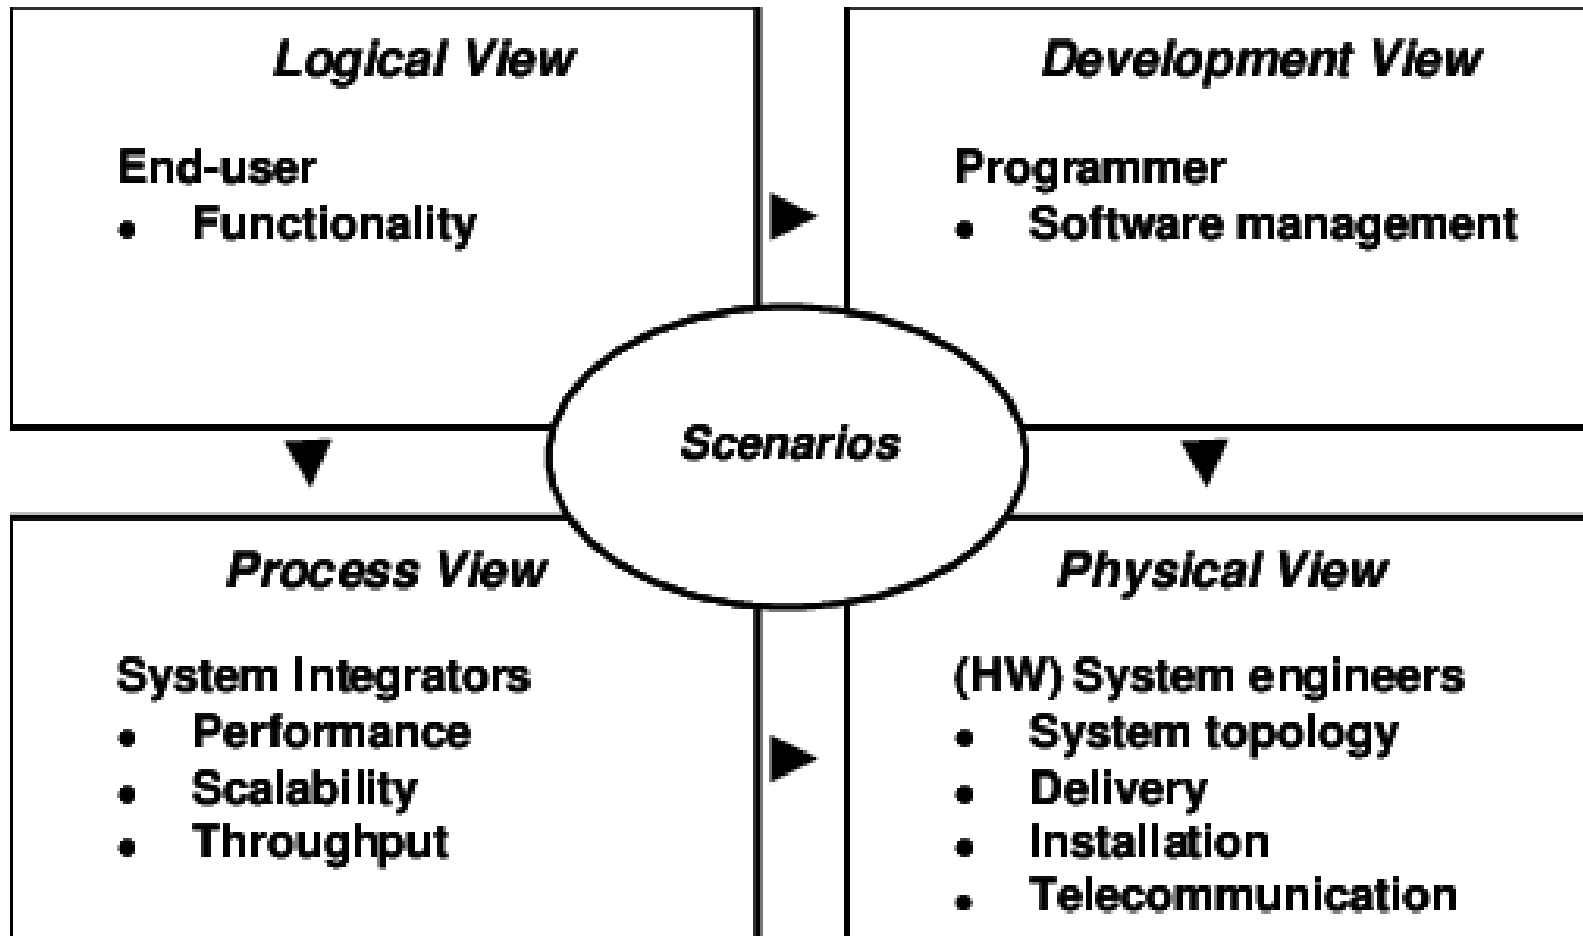 Logical View
End-user
• Functionality
Development View
Programmer
• Software management
Scenarios
Process View
System Integrators
• Performance
• Scalability
• Throughput
Physical View
(HW) System engineers
• System topology
• Delivery
• Installation
• Telecommunication